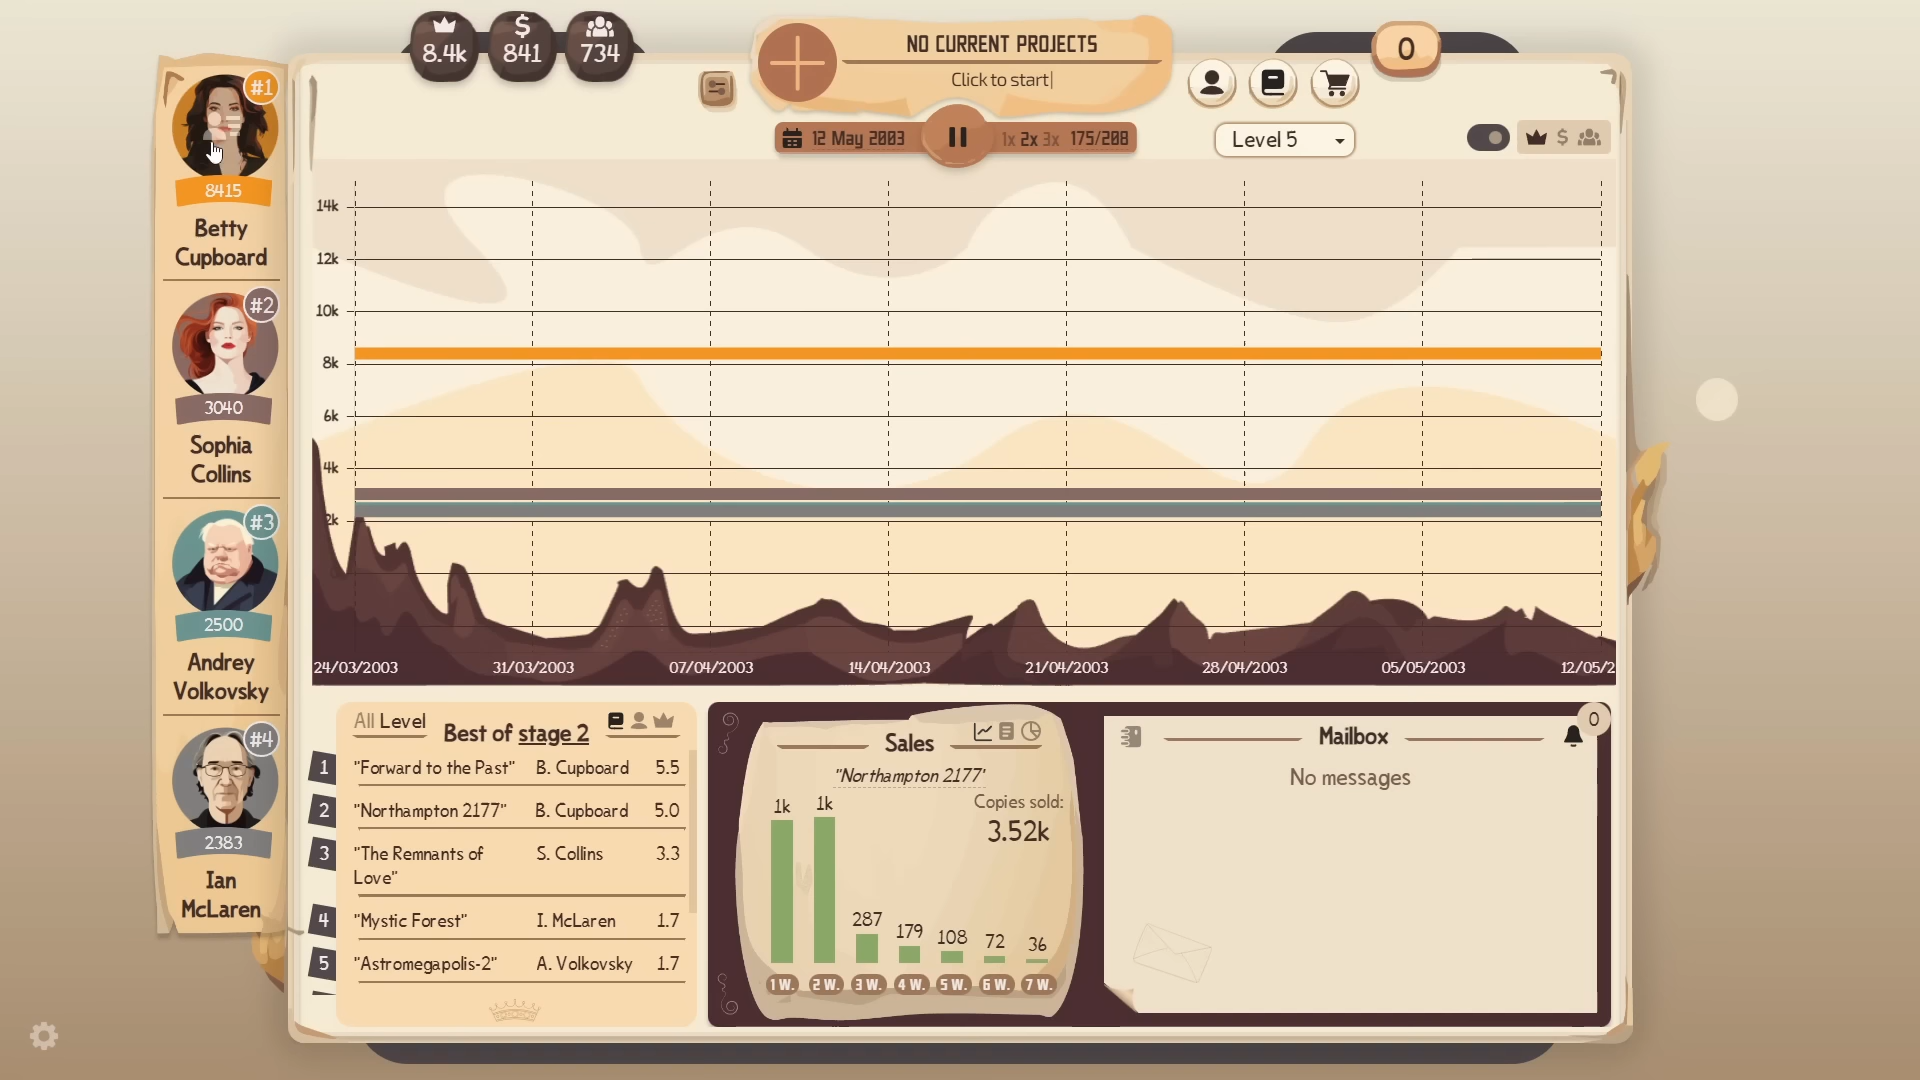 8.4k
$
841
734
NO CURRENT PROJECTS
Click to start
0
12 May 2003
1x 2x 3x
175/208
Level 5
$
#1
8415
Betty
Cupboard
#2
3040
Sophia
Collins
#3
2500
Andrey
Volkovsky
#4
2383
Ian
McLaren
14k
12k
10k
8k
6k
4k
2k
24/03/2003
31/03/2003
07/04/2003
14/04/2003
21/04/2003
28/04/2003
05/05/2003
12/05/2
All Level
Best of stage 2
1 "Forward to the Past" B. Cupboard 5.5
2 "Northampton 2177" B. Cupboard 5.0
3 "The Remnants of S. Collins 3.3
Love"
4 "Mystic Forest" I. McLaren 1.7
5 "Astromegapolis-2" A. Volkovsky 1.7
Sales
"Northampton 2177"
Copies sold:
3.52k
1k 1k 287 179 108 72 36
1 W. 2 W. 3 W. 4 W. 5 W. 6 W. 7 W.
Mailbox
0
No messages